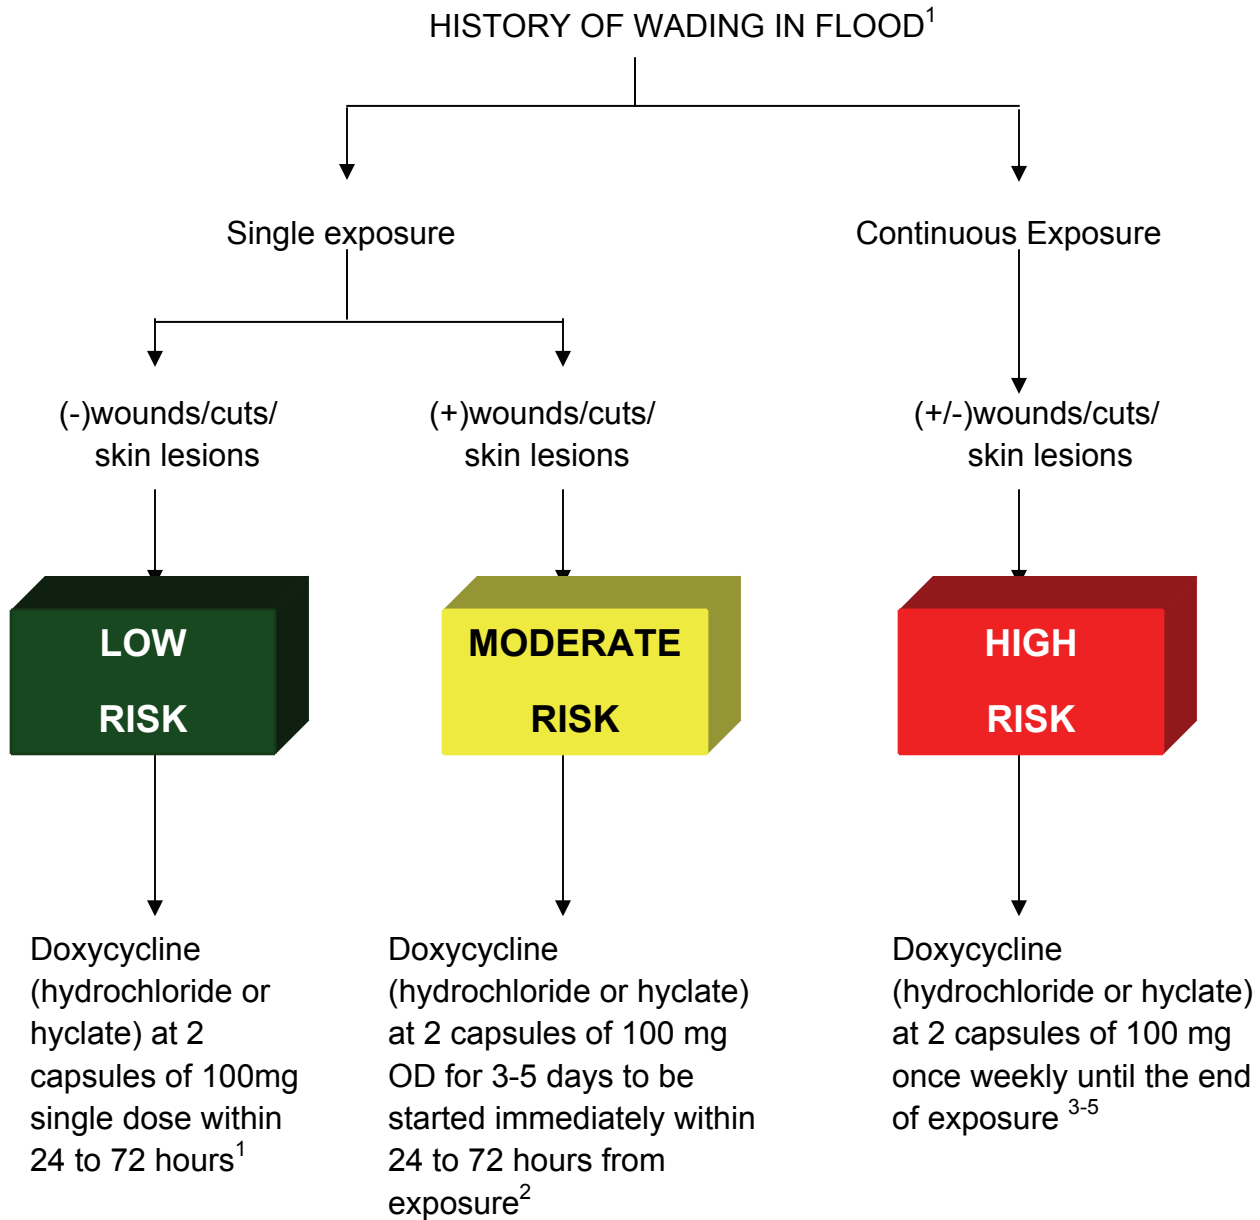 HISTORY OF WADING IN FLOOD1
Single exposure
Continuous Exposure
(-)wounds/cuts/
skin lesions
(+)wounds/cuts/
skin lesions
(+/-)wounds/cuts/
skin lesions
LOW
RISK
MODERATE
RISK
HIGH
RISK
Doxycycline
(hydrochloride or
hyclate) at 2
capsules of 100mg
single dose within
24 to 72 hours1
Doxycycline
(hydrochloride or hyclate)
at 2 capsules of 100 mg
OD for 3-5 days to be
started immediately within
24 to 72 hours from
exposure2
Doxycycline
(hydrochloride or hyclate)
at 2 capsules of 100 mg
once weekly until the end
of exposure 3-5